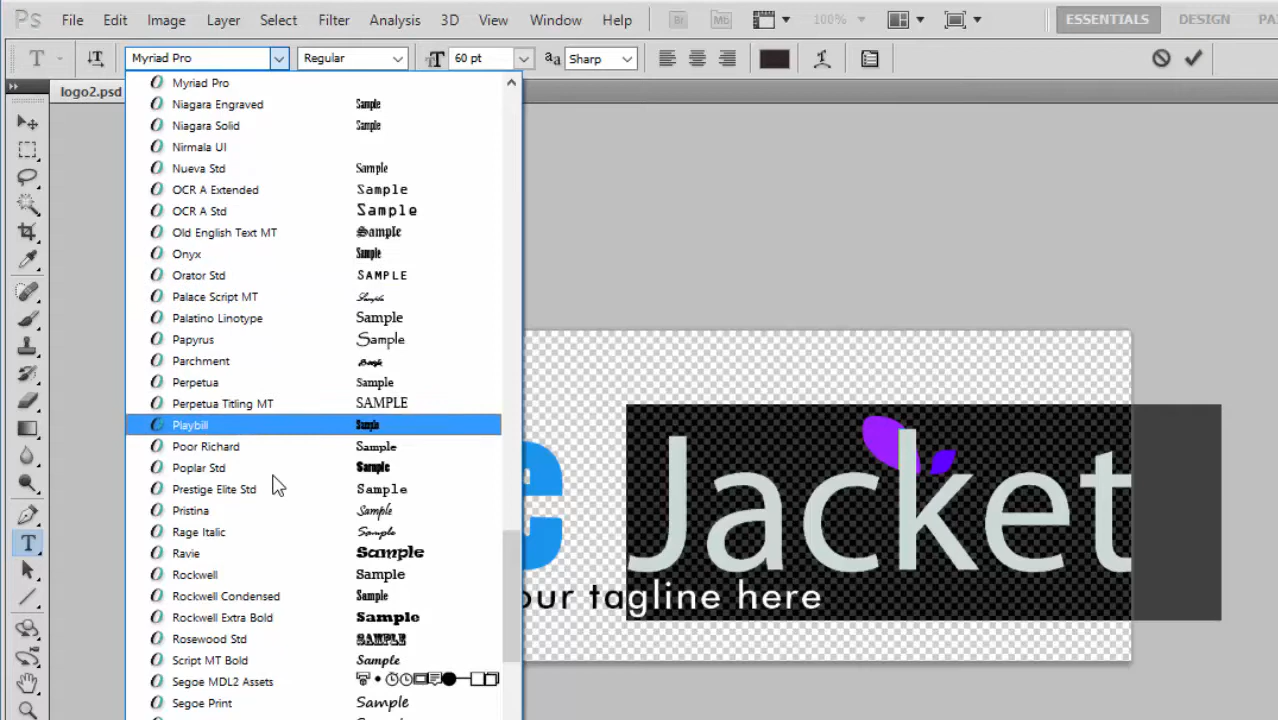 Ps File Edit Image Layer Select Filter Analysis 3D View Window Help Br Mb 100% ESSENTIALS DESIGN PA
T T Myriad Pro Regular T 60 pt aa Sharp T
logo2.psd
Myriad Pro
Niagara Engraved Sample
Niagara Solid Sample
Nirmala UI
Nueva Std Sample
OCR A Extended Sample
OCR A Std Sample
Old English Text MT Sample
Onyx Sample
Orator Std SAMPLE
Palace Script MT Sample
Palatino Linotype Sample
Papyrus Sample
Parchment Sample
Perpetua Sample
Perpetua Titling MT SAMPLE
Playbill Sample
Poor Richard Sample
Poplar Std Sample
Prestige Elite Std Sample
Pristina Sample
Rage Italic Sample
Ravie Sample
Rockwell Sample
Rockwell Condensed Sample
Rockwell Extra Bold Sample
Rosewood Std SAMPLE
Script MT Bold Sample
Segoe MDL2 Assets
Segoe Print Sample
T
e Jacket
our tagline here